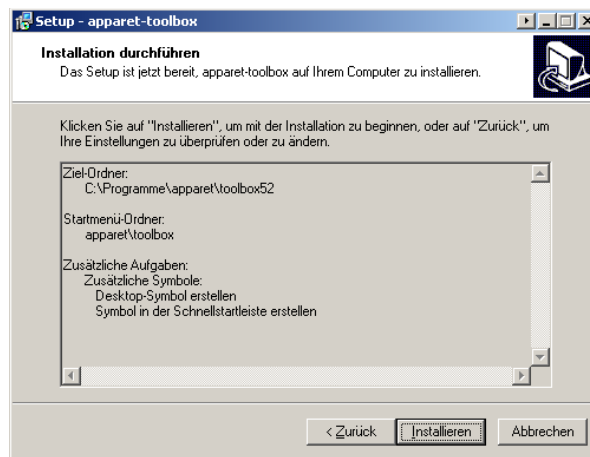 Setup - apparet-toolbox
Installation durchführen
Das Setup ist jetzt bereit, apparet-toolbox auf Ihrem Computer zu installieren.
Klicken Sie auf "Installieren", um mit der Installation zu beginnen, oder auf "Zurück", um
Ihre Einstellungen zu überprüfen oder zu ändern.
Ziel-Ordner:
C:\Programme\apparet\toolbox52
Startmenü-Ordner:
apparet\toolbox
Zusätzliche Aufgaben:
Zusätzliche Symbole:
Desktop-Symbol erstellen
Symbol in der Schnellstartleiste erstellen
< Zurück Installieren Abbrechen